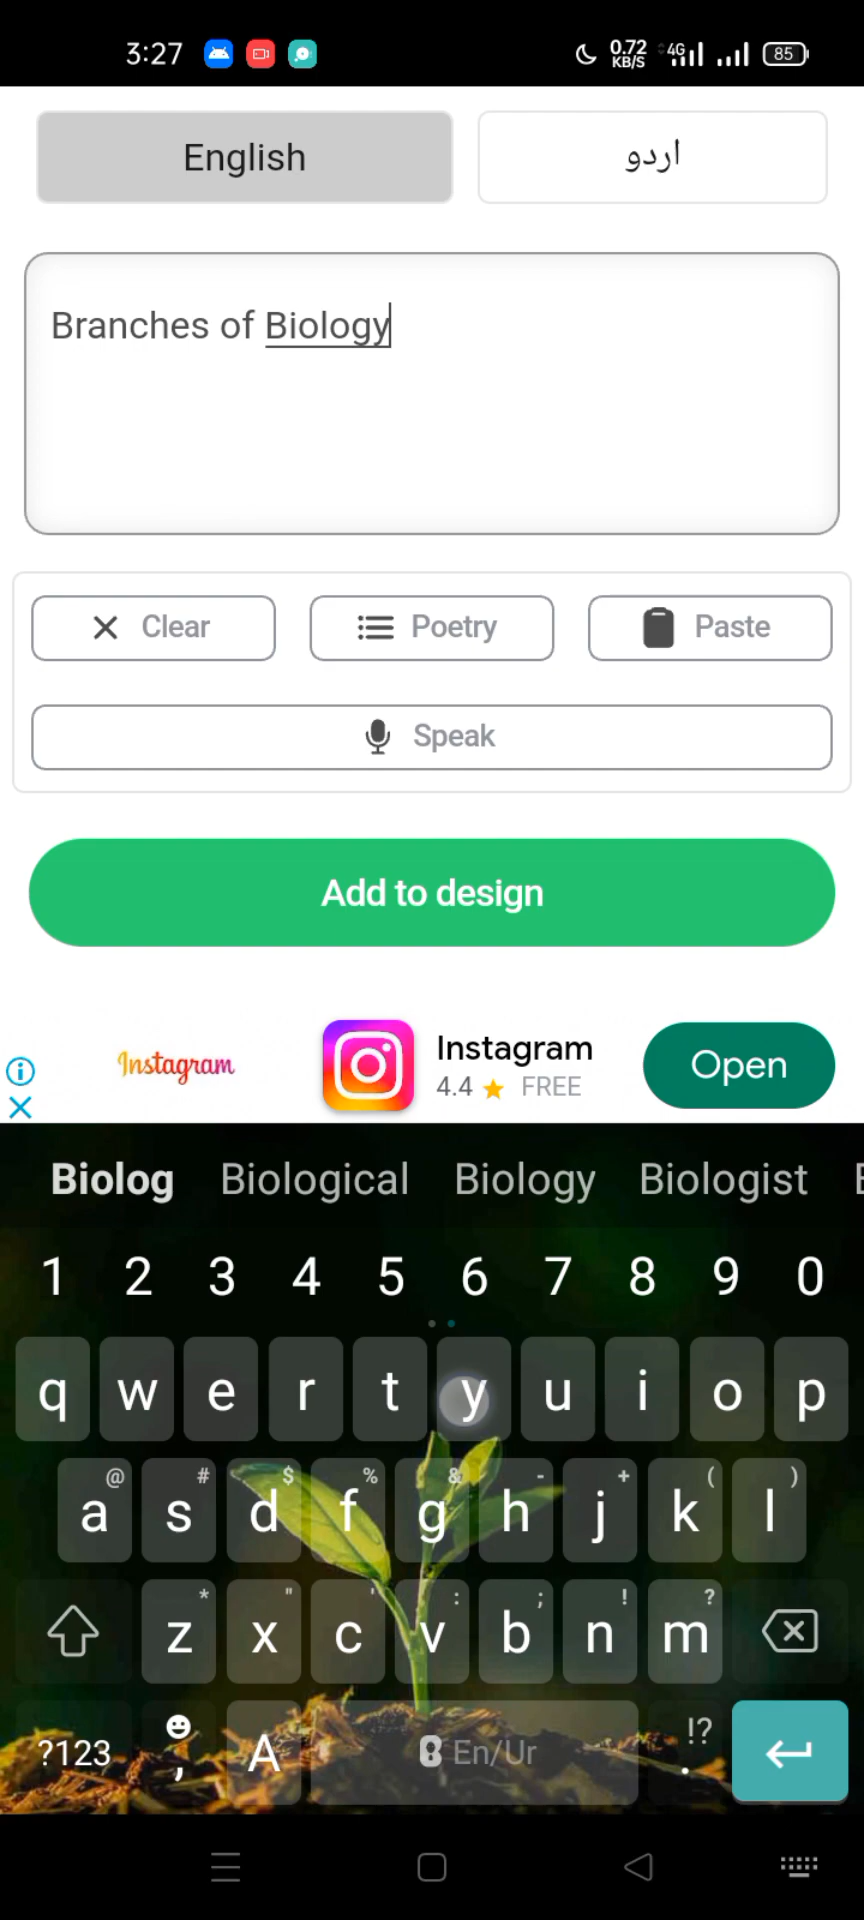 3:27
0.72 KB/S 4G 85
English
اردو
Branches of Biology
Clear
Poetry
Paste
Speak
Add to design
Instagram
Instagram
4.4 FREE
Open
Biolog Biological Biology Biologist
1 2 3 4 5 6 7 8 9 0
q w e r t y u i o p
@ # $ % & - + ( )
a s d f g h j k l
* " ' : ; ! ?
z x c v b n m
?123 , A En/Ur !? .